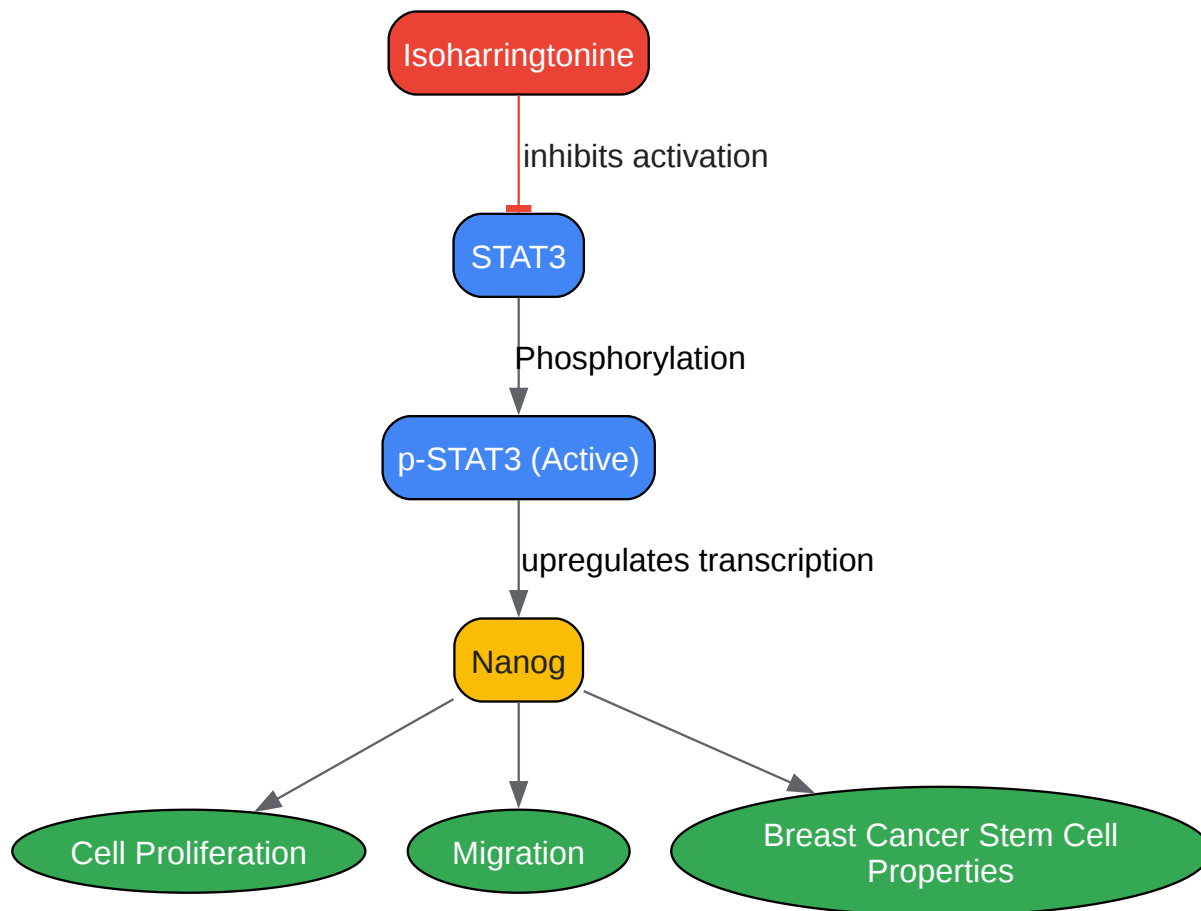 Isoharringtonine
inhibits activation
STAT3
Phosphorylation
p-STAT3 (Active)
upregulates transcription
Nanog
Cell Proliferation
Migration
Breast Cancer Stem Cell
Properties